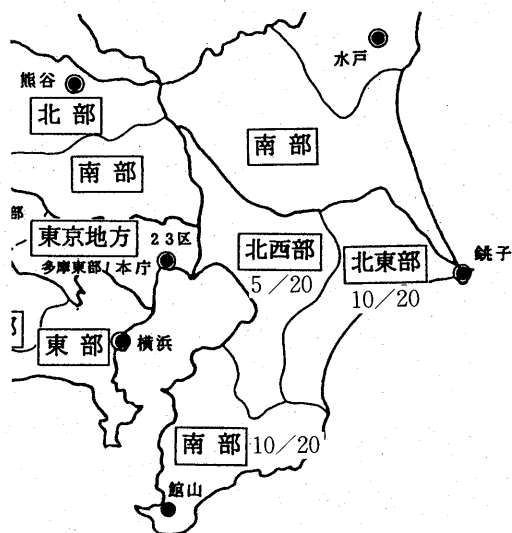 水戸
熊谷
北部
南部
南部
部
東京地方
23区
多摩東部
本庁
北西部
5/20
北東部
10/20
銚子
部
東部
横浜
南部
10/20
館山